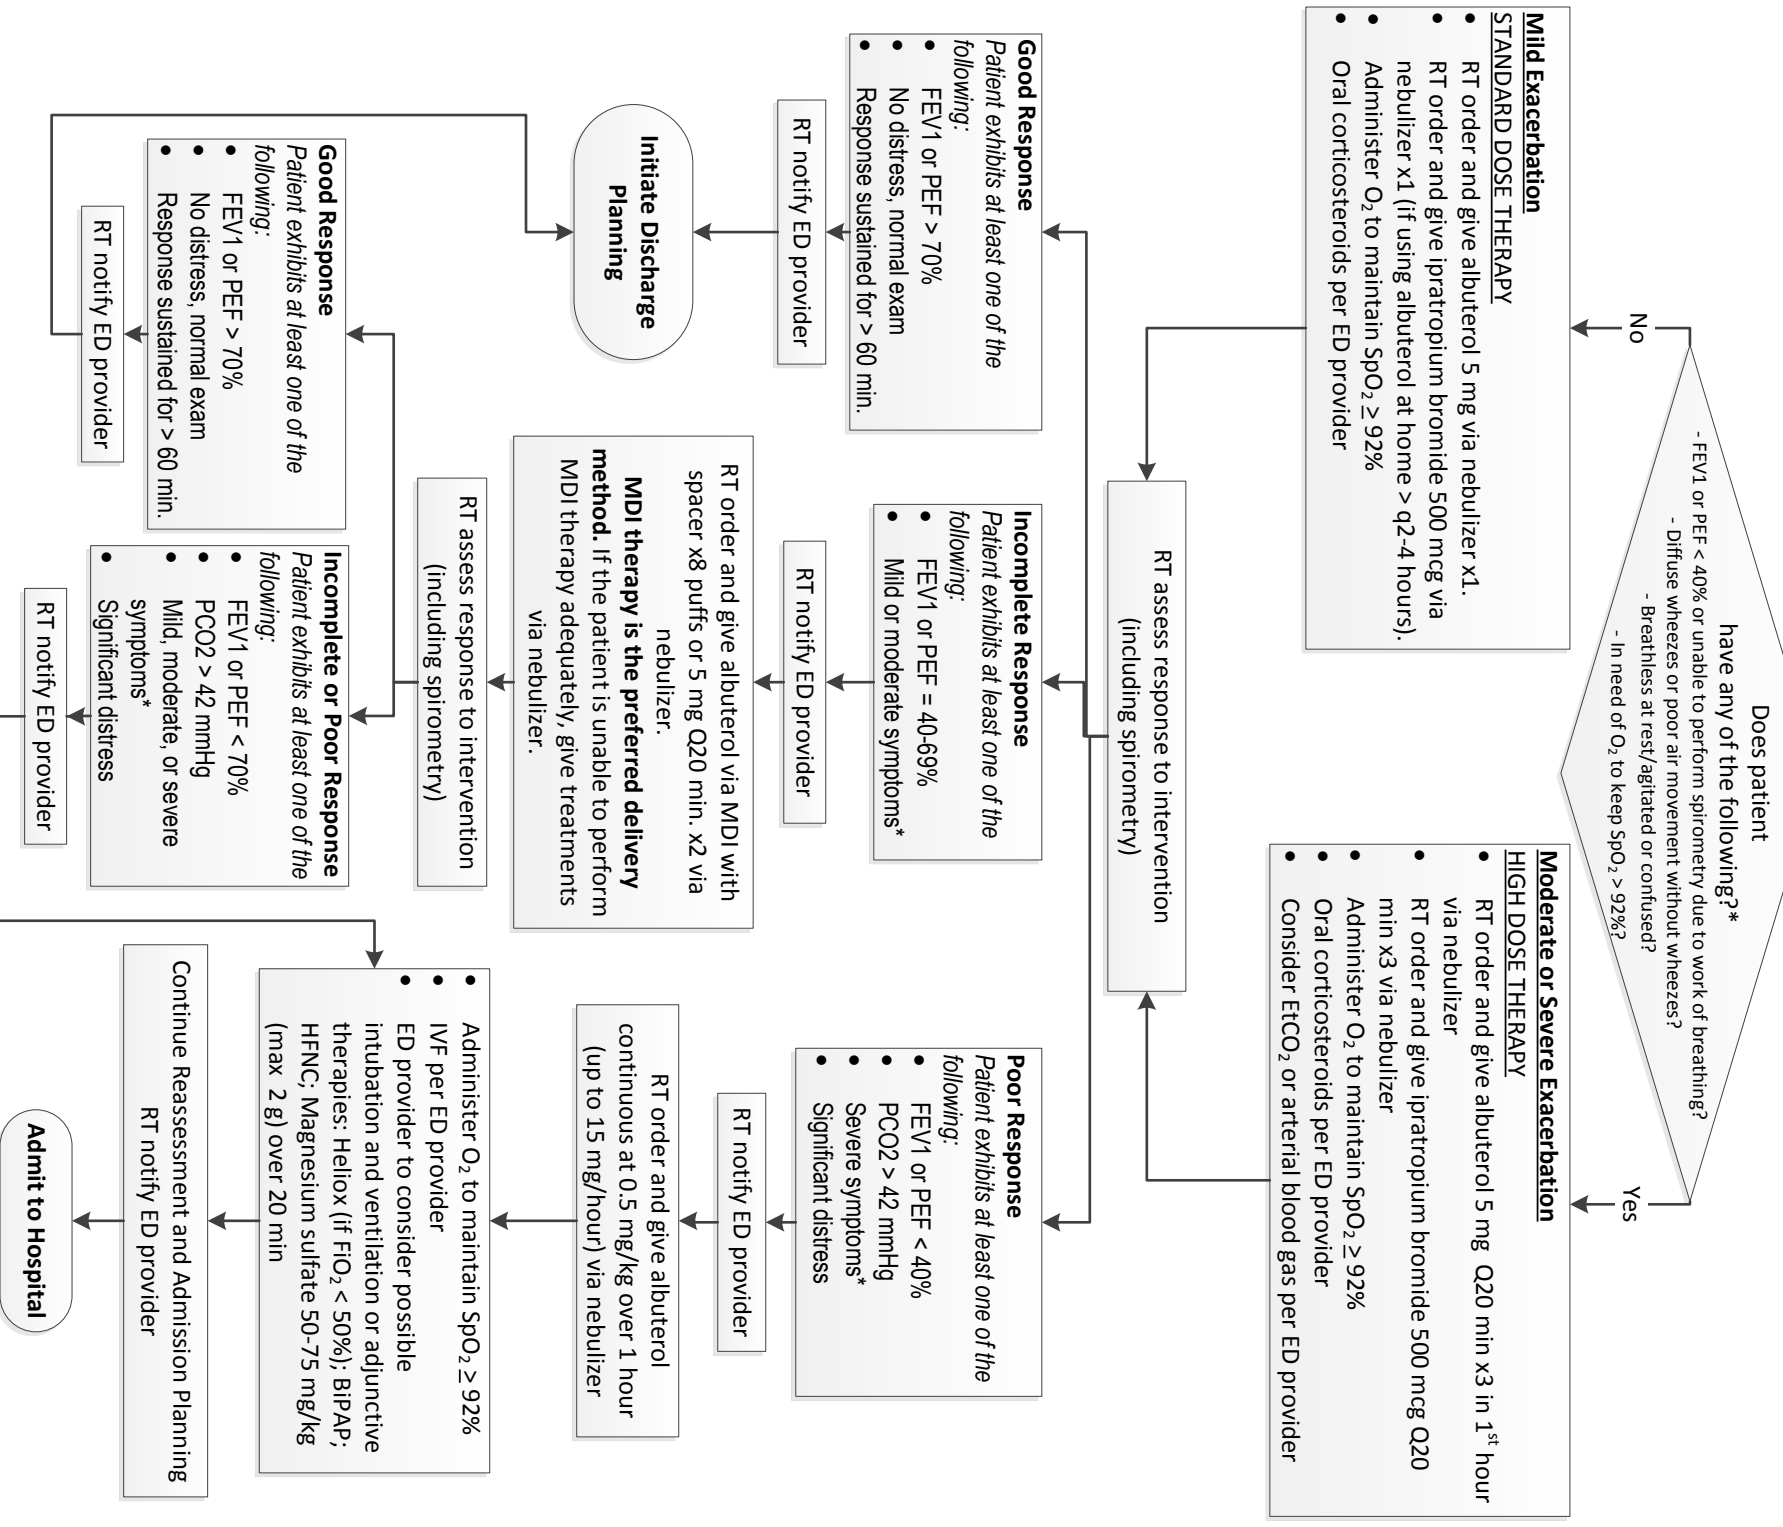 Does patient
have any of the following?*
- FEV1 or PEF < 40% or unable to perform spirometry due to work of breathing?
- Diffuse wheezes or poor air movement without wheezes?
- Breathless at rest/agitated or confused?
- In need of O₂ to keep SpO₂ > 92%?
No
Yes
Mild Exacerbation
STANDARD DOSE THERAPY
• RT order and give albuterol 5 mg via nebulizer x1.
• RT order and give ipratropium bromide 500 mcg via
nebulizer x1 (if using albuterol at home > q2-4 hours).
• Administer O₂ to maintain SpO₂ ≥ 92%
• Oral corticosteroids per ED provider
Moderate or Severe Exacerbation
HIGH DOSE THERAPY
• RT order and give albuterol 5 mg Q20 min x3 in 1st hour
via nebulizer
• RT order and give ipratropium bromide 500 mcg Q20
min x3 via nebulizer
• Administer O₂ to maintain SpO₂ ≥ 92%
• Oral corticosteroids per ED provider
• Consider EtCO₂ or arterial blood gas per ED provider
RT assess response to intervention
(including spirometry)
Good Response
Patient exhibits at least one of the
following:
• FEV1 or PEF > 70%
• No distress, normal exam
• Response sustained for > 60 min.
RT notify ED provider
Initiate Discharge
Planning
Incomplete Response
Patient exhibits at least one of the
following:
• FEV1 or PEF = 40-69%
• Mild or moderate symptoms*
RT notify ED provider
RT order and give albuterol via MDI with
spacer x8 puffs or 5 mg Q20 min. x2 via
nebulizer.
MDI therapy is the preferred delivery
method. If the patient is unable to perform
MDI therapy adequately, give treatments
via nebulizer.
RT assess response to intervention
(including spirometry)
Good Response
Patient exhibits at least one of the
following:
• FEV1 or PEF > 70%
• No distress, normal exam
• Response sustained for > 60 min.
RT notify ED provider
Incomplete or Poor Response
Patient exhibits at least one of the
following:
• FEV1 or PEF < 70%
• PCO2 > 42 mmHg
• Mild, moderate, or severe
symptoms*
• Significant distress
RT notify ED provider
Poor Response
Patient exhibits at least one of the
following:
• FEV1 or PEF < 40%
• PCO2 > 42 mmHg
• Severe symptoms*
• Significant distress
RT notify ED provider
RT order and give albuterol
continuous at 0.5 mg/kg over 1 hour
(up to 15 mg/hour) via nebulizer
• Administer O₂ to maintain SpO₂ ≥ 92%
• IVF per ED provider
• ED provider to consider possible
intubation and ventilation or adjunctive
therapies: Heliox (if FiO₂ < 50%); BiPAP;
HFNC; Magnesium sulfate 50-75 mg/kg
(max 2 g) over 20 min
Continue Reassessment and Admission Planning
RT notify ED provider
Admit to Hospital